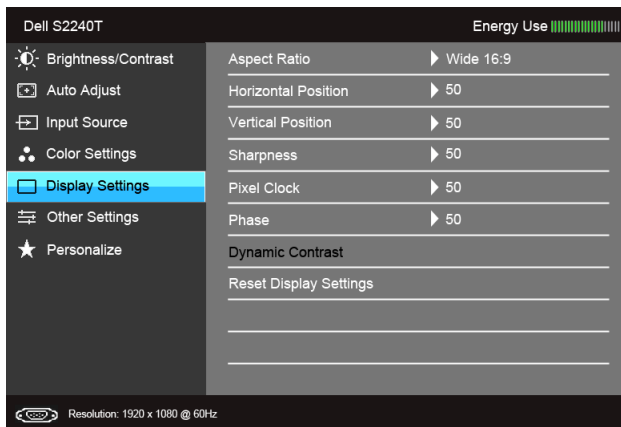 Dell S2240T Energy Use
Brightness/Contrast
Auto Adjust
Input Source
Color Settings
Display Settings
Other Settings
Personalize
Aspect Ratio Wide 16:9
Horizontal Position 50
Vertical Position 50
Sharpness 50
Pixel Clock 50
Phase 50
Dynamic Contrast
Reset Display Settings
Resolution: 1920 x 1080 @ 60Hz